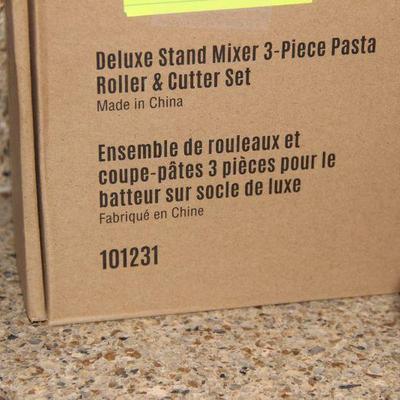 Deluxe Stand Mixer 3-Piece Pasta
Roller & Cutter Set
Made in China
Ensemble de rouleaux et
coupe-pâtes 3 pièces pour le
batteur sur socle de luxe
Fabriqué en Chine
101231